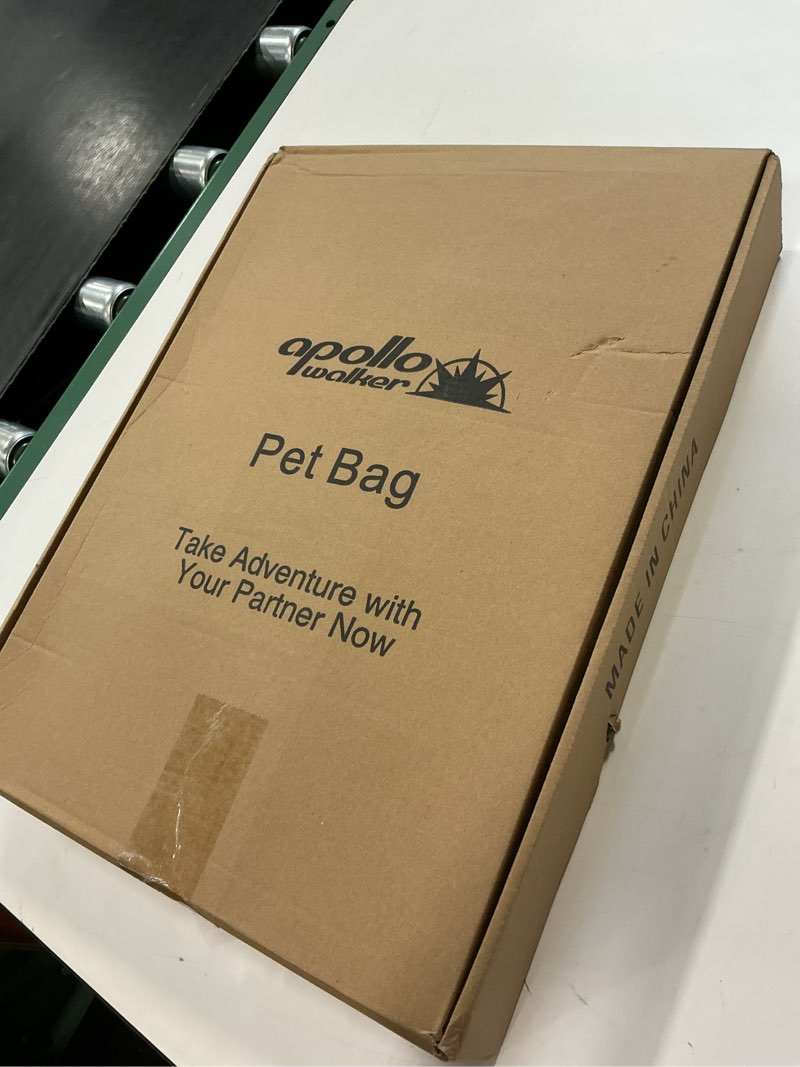 apollo
walker
Pet Bag
Take Adventure with
Your Partner Now
MADE IN CHINA